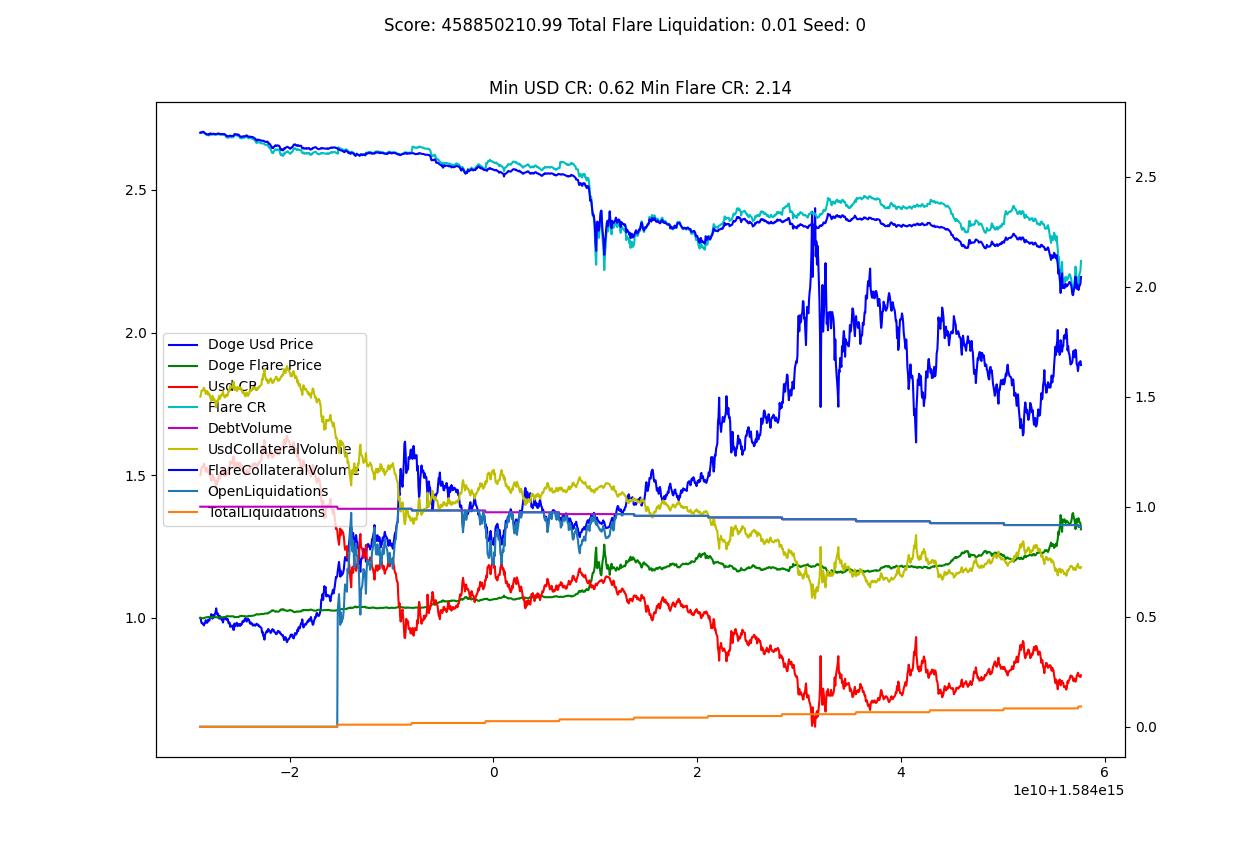 Score: 458850210.99 Total Flare Liquidation: 0.01 Seed: 0
Min USD CR: 0.62 Min Flare CR: 2.14
2.5
2.0
1.5
1.0
Doge Usd Price
Doge Flare Price
Usd CR
Flare CR
DebtVolume
UsdCollateralVolume
FlareCollateralVolume
OpenLiquidations
TotalLiquidations
2.5
2.0
1.5
1.0
0.5
0.0
−2 0 2 4 6
1e10+1.584e15